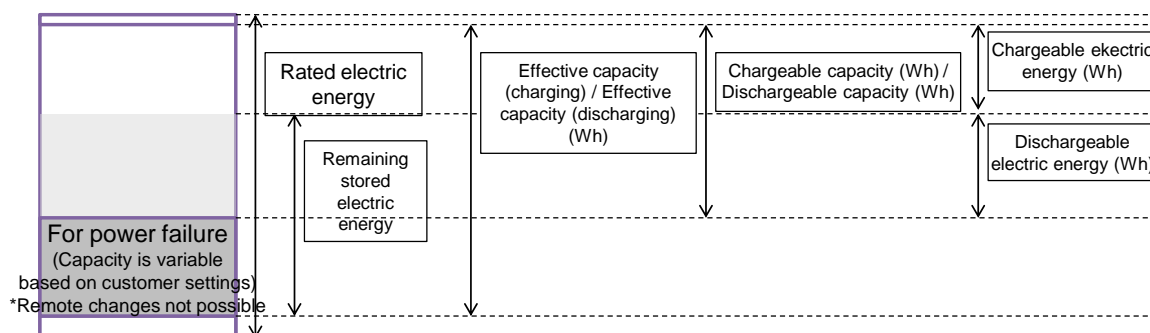 Rated electric
energy
Effective capacity
(charging) / Effective
capacity (discharging)
(Wh)
Chargeable capacity (Wh) /
Dischargeable capacity (Wh)
Chargeable ekectric
energy (Wh)
Remaining
stored
electric
energy
Dischargeable
electric energy (Wh)
For power failure
(Capacity is variable
based on customer settings)
*Remote changes not possible